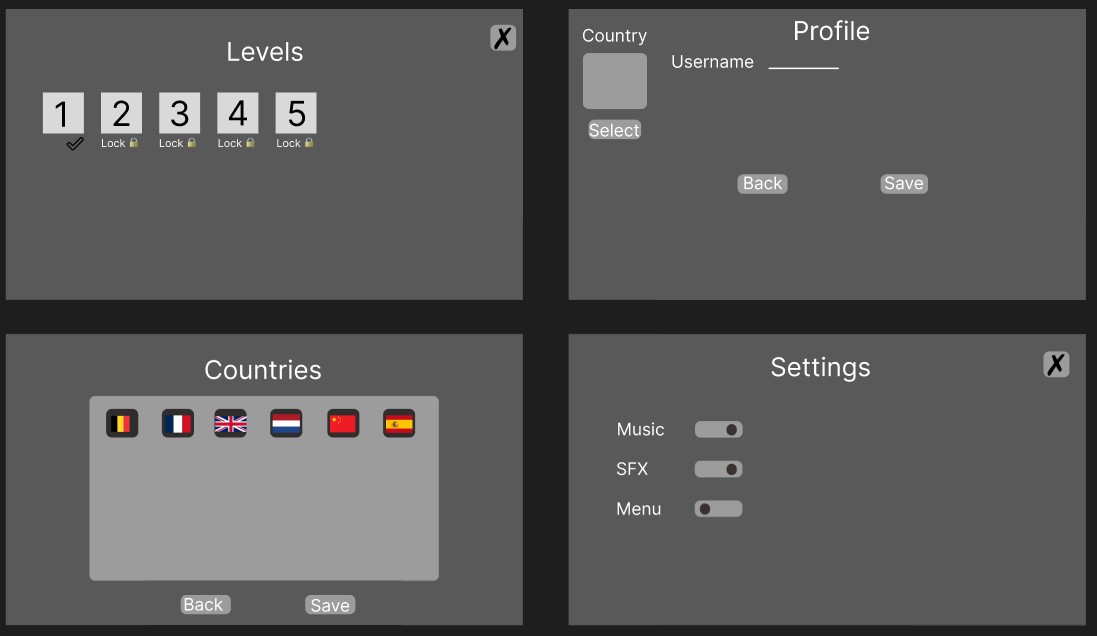 Levels
✗
1 2 3 4 5
✓ Lock🔒 Lock🔒 Lock🔒 Lock🔒
Profile
Country
Username ________
Select
Back Save
Countries
Back Save
Settings
✗
Music
SFX
Menu